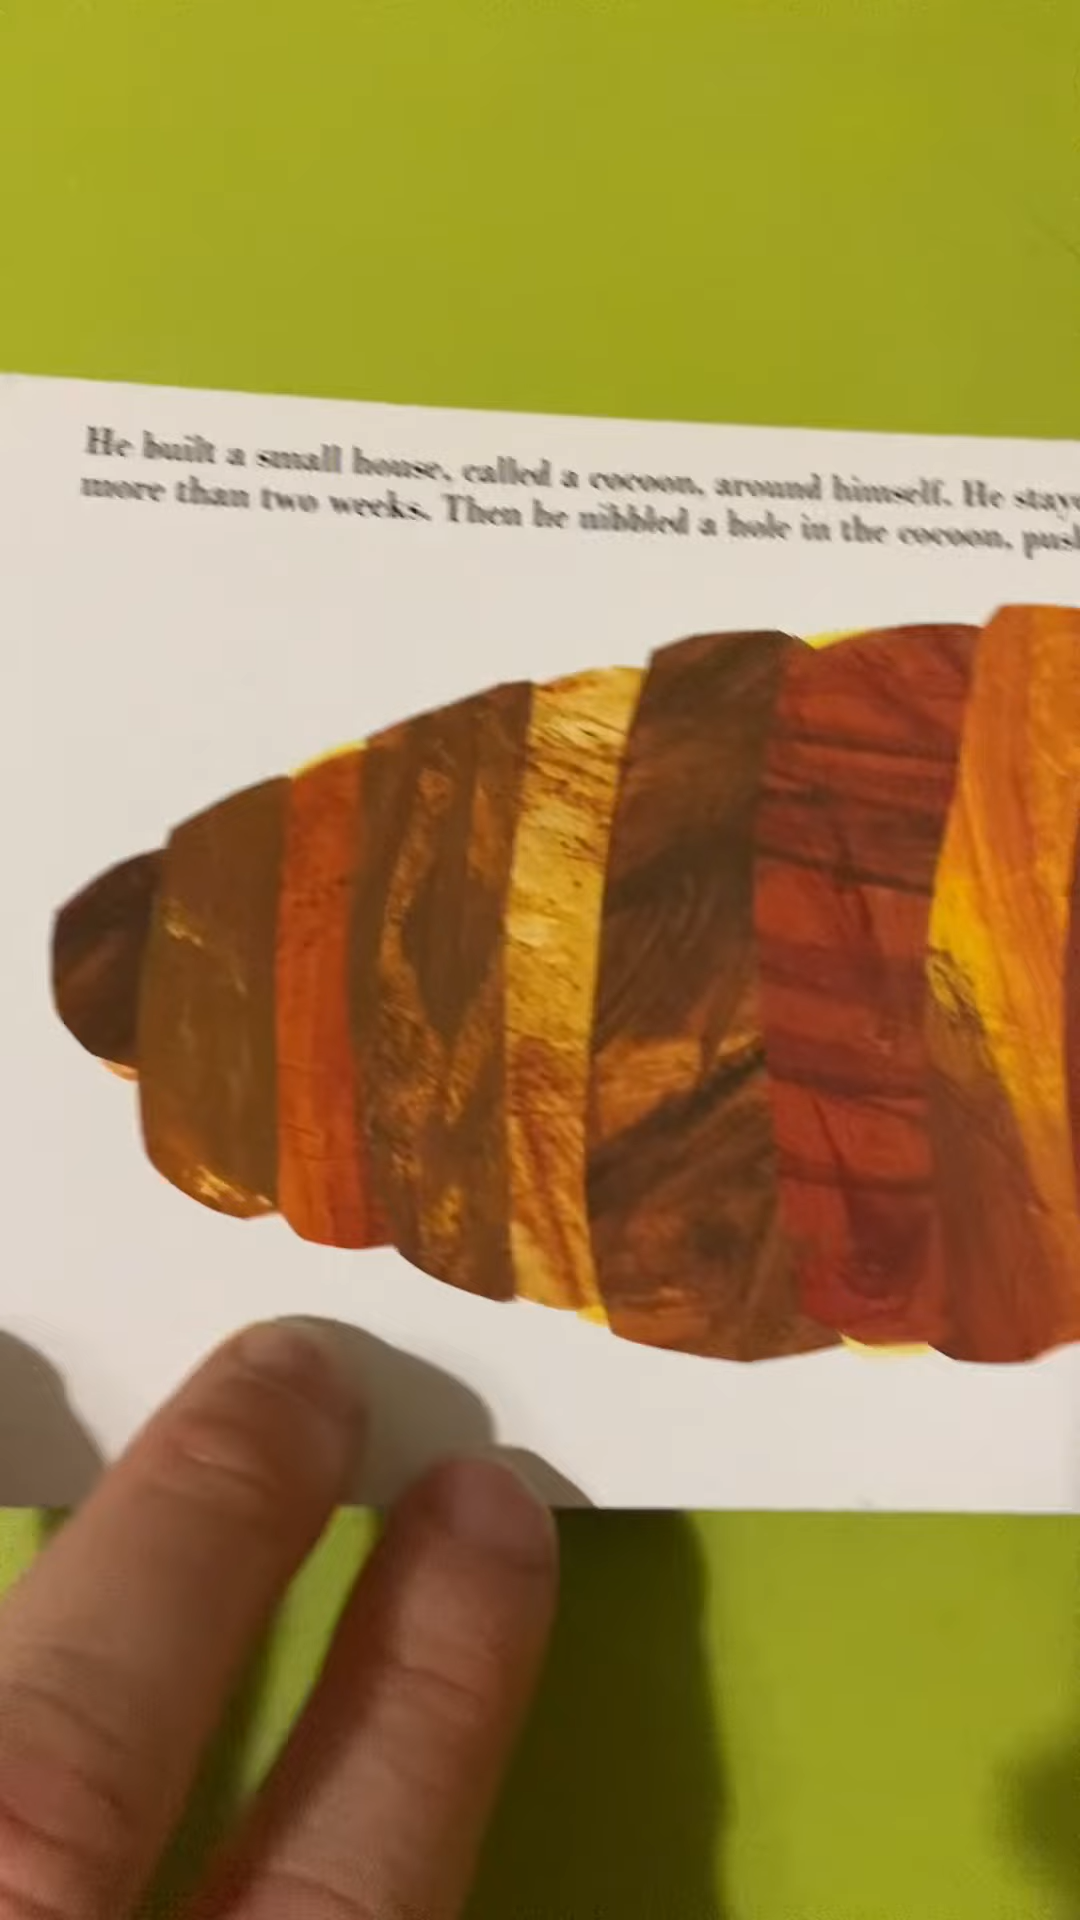 He built a small house, called a cocoon, around himself. He stay
more than two weeks. Then he nibbled a hole in the cocoon, pus